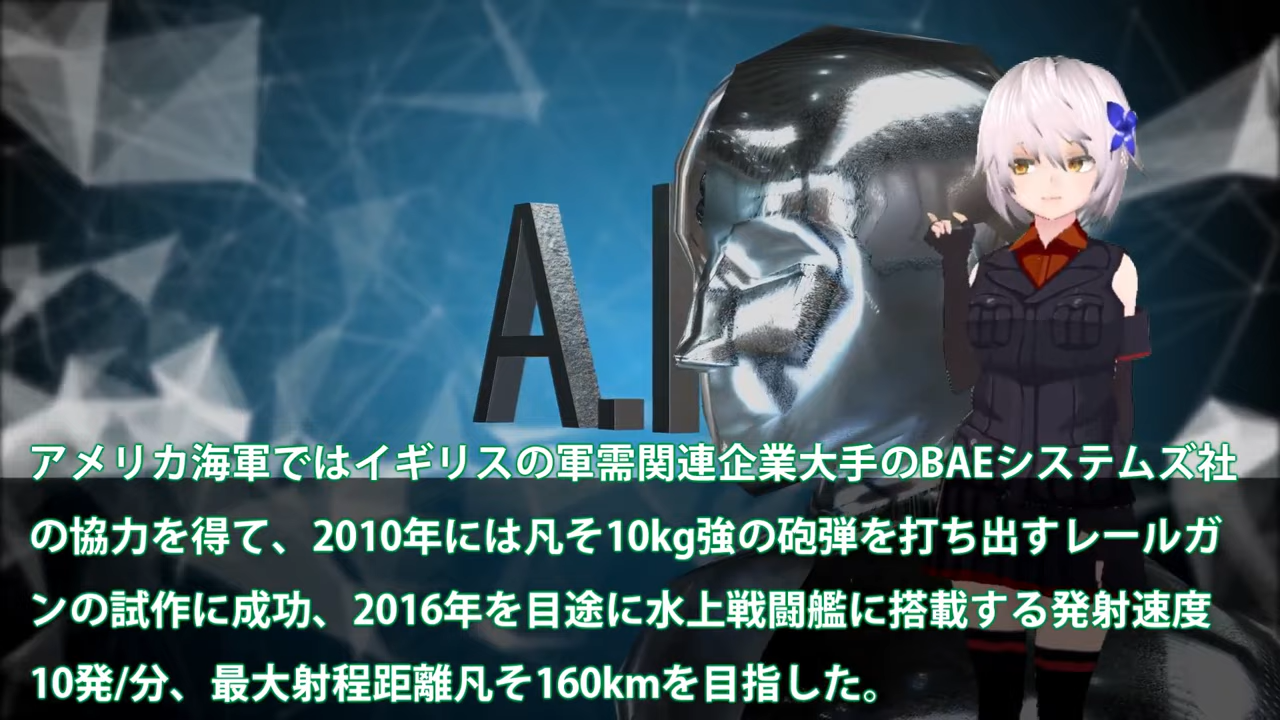 A.I
アメリカ海軍ではイギリスの軍需関連企業大手のBAEシステムズ社
の協力を得て、2010年には凡そ10kg強の砲弾を打ち出すレールガ
ンの試作に成功、2016年を目途に水上戦闘艦に搭載する発射速度
10発/分、最大射程距離凡そ160kmを目指した。